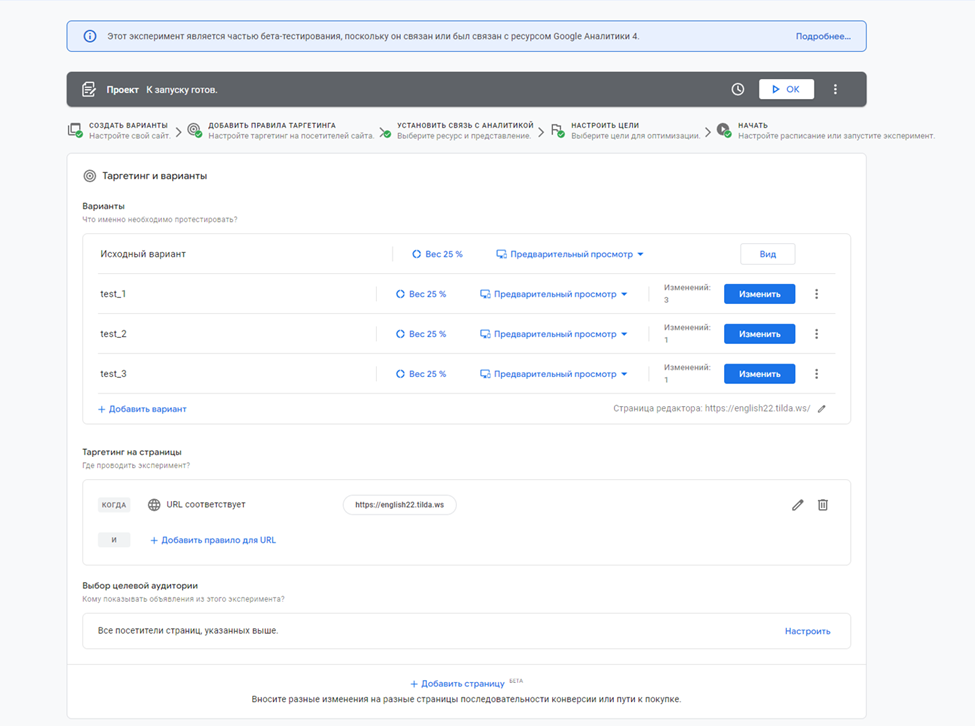 Этот эксперимент является частью бета-тестирования, поскольку он связан или был связан с ресурсом Google Аналитики 4. Подробнее...
Проект К запуску готов. OK
СОЗДАТЬ ВАРИАНТЫ ДОБАВИТЬ ПРАВИЛА ТАРГЕТИНГА УСТАНОВИТЬ СВЯЗЬ С АНАЛИТИКОЙ НАСТРОИТЬ ЦЕЛИ НАЧАТЬ
Настройте свой сайт. Настройте таргетинг на посетителей сайта. Выберите ресурс и представление. Выберите цели для оптимизации. Настройте расписание или запустите эксперимент.
Таргетинг и варианты
Варианты
Что именно необходимо протестировать?
Исходный вариант Вес 25 % Предварительный просмотр Вид
test_1 Вес 25 % Предварительный просмотр Изменений: 3 Изменить
test_2 Вес 25 % Предварительный просмотр Изменений: 1 Изменить
test_3 Вес 25 % Предварительный просмотр Изменений: 1 Изменить
+ Добавить вариант Страница редактора: https://english22.tilda.ws/
Таргетинг на страницы
Где проводить эксперимент?
КОГДА URL соответствует https://english22.tilda.ws
И + Добавить правило для URL
Выбор целевой аудитории
Кому показывать объявления из этого эксперимента?
Все посетители страниц, указанных выше. Настроить
+ Добавить страницу БЕТА
Вносите разные изменения на разные страницы последовательности конверсии или пути к покупке.